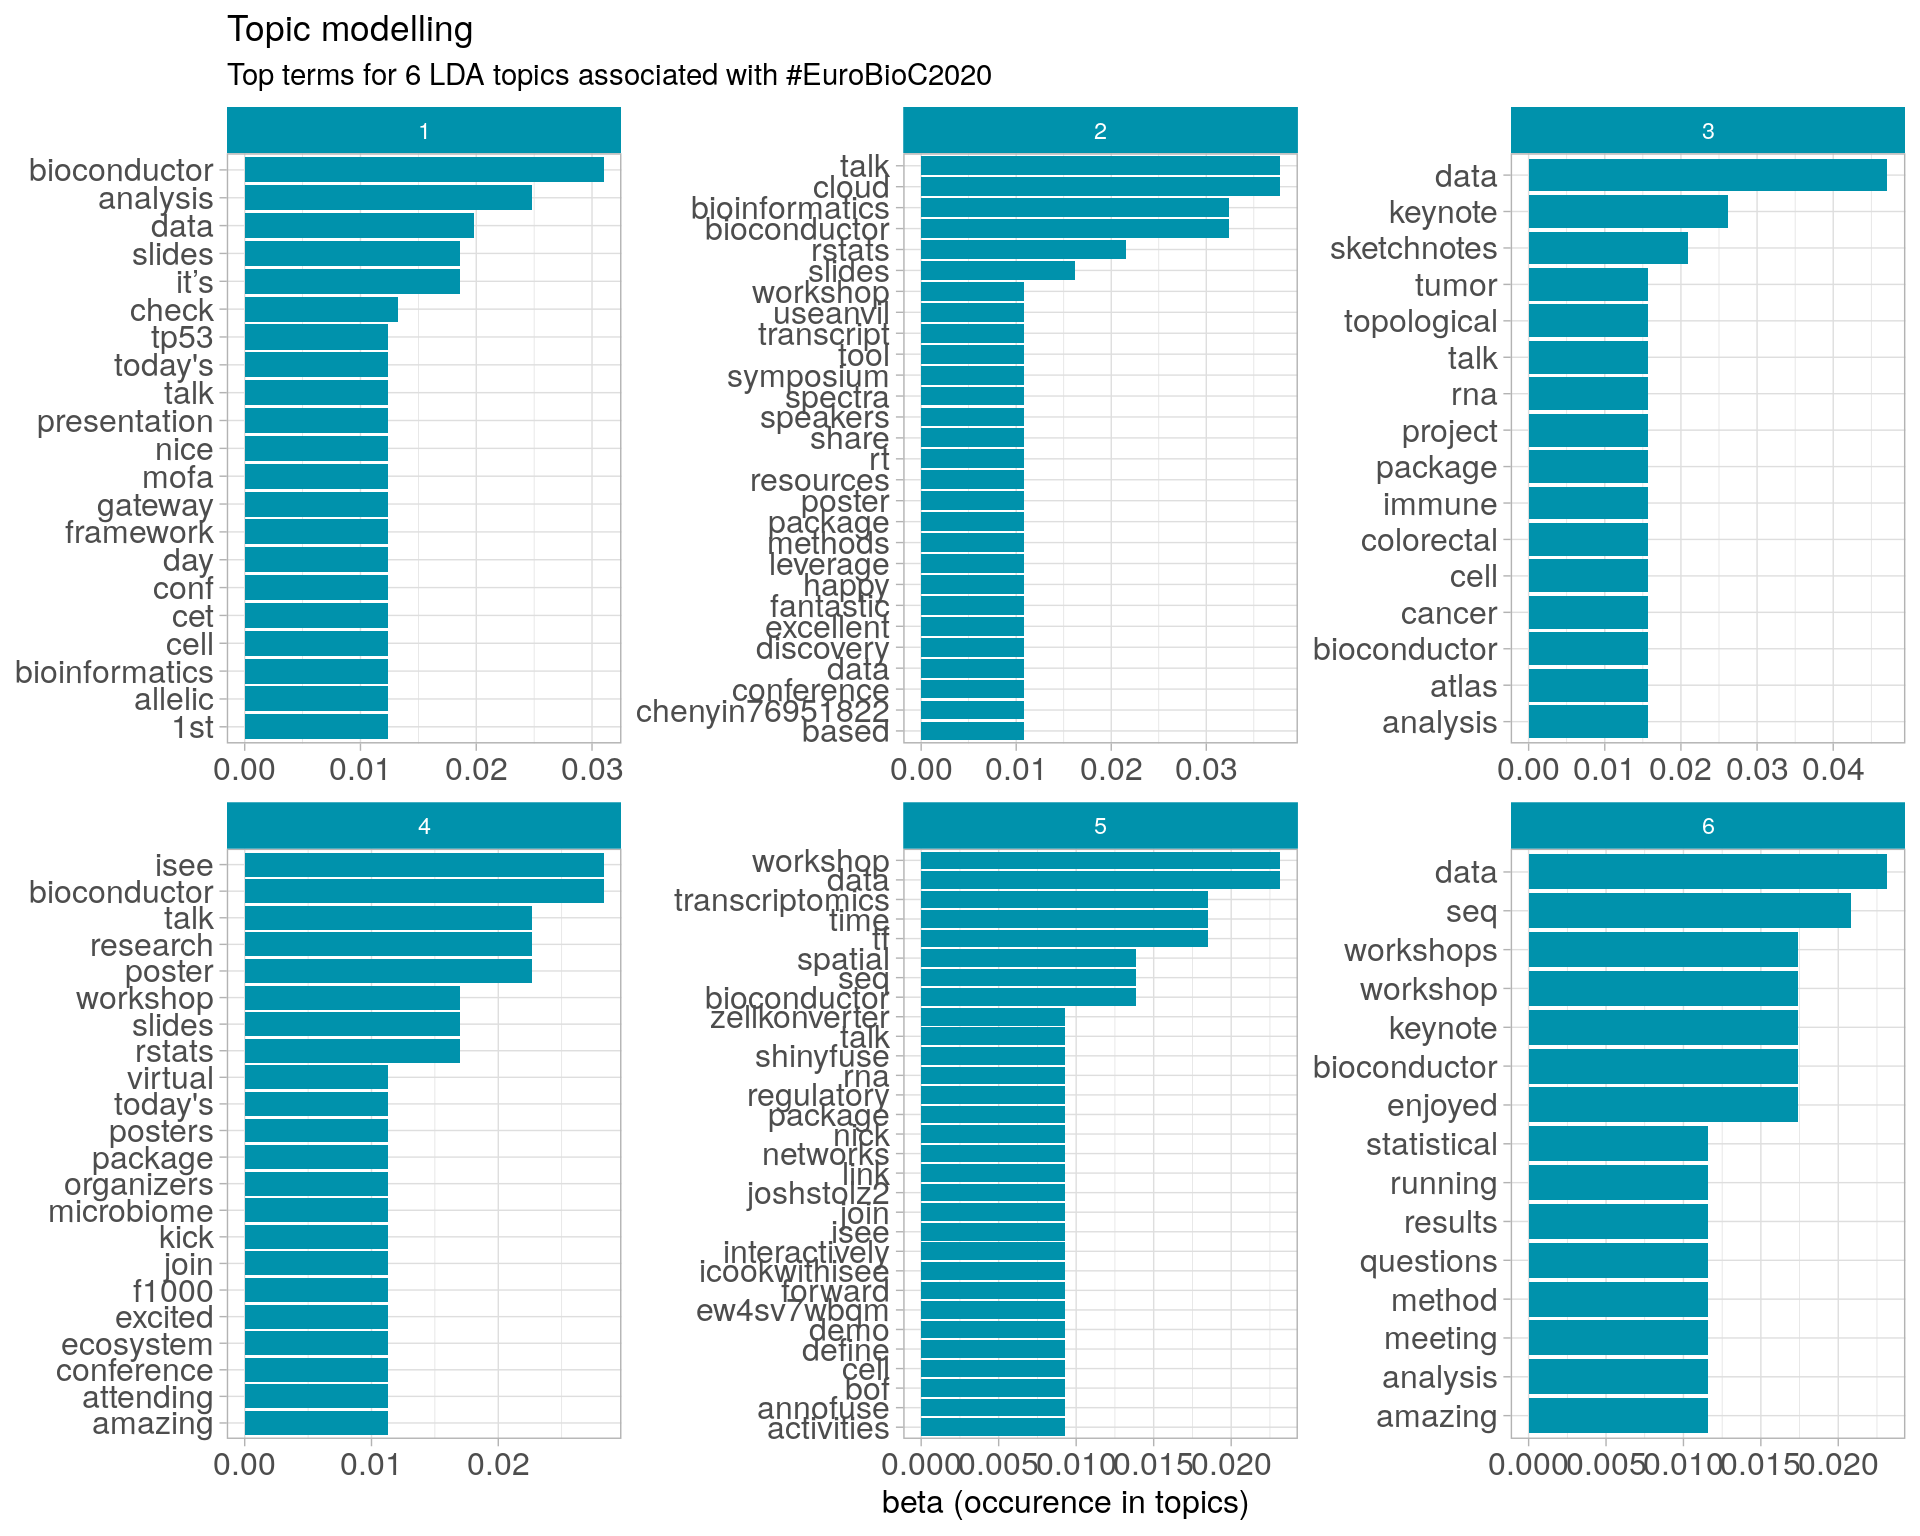 Topic modelling
Top terms for 6 LDA topics associated with #EuroBioC2020
1
bioconductor
analysis
data
slides
it’s
check
tp53
today's
talk
presentation
nice
mofa
gateway
framework
day
conf
cet
cell
bioinformatics
allelic
1st
0.00 0.01 0.02 0.03
2
talk
cloud
bioinformatics
bioconductor
rstats
slides
workshop
useanvil
transcript
tool
symposium
spectra
speakers
share
rt
resources
poster
package
methods
leverage
happy
fantastic
excellent
discovery
data
conference
chenyin76951822
based
0.00 0.01 0.02 0.03
3
data
keynote
sketchnotes
tumor
topological
talk
rna
project
package
immune
colorectal
cell
cancer
bioconductor
atlas
analysis
0.00 0.01 0.02 0.03 0.04
4
isee
bioconductor
talk
research
poster
workshop
slides
rstats
virtual
today's
posters
package
organizers
microbiome
kick
join
f1000
excited
ecosystem
conference
attending
amazing
0.00 0.01 0.02
5
workshop
data
transcriptomics
time
tf
spatial
seq
bioconductor
zellkonverter
talk
shinyfuse
rna
regulatory
package
nick
networks
link
joshstolz2
join
isee
interactively
icookwithisee
forward
ew4sv7wbqm
demo
define
cell
bof
annofuse
activities
0.000 0.005 0.010 0.015 0.020
6
data
seq
workshops
workshop
keynote
bioconductor
enjoyed
statistical
running
results
questions
method
meeting
analysis
amazing
0.000 0.005 0.010 0.015 0.020
beta (occurence in topics)